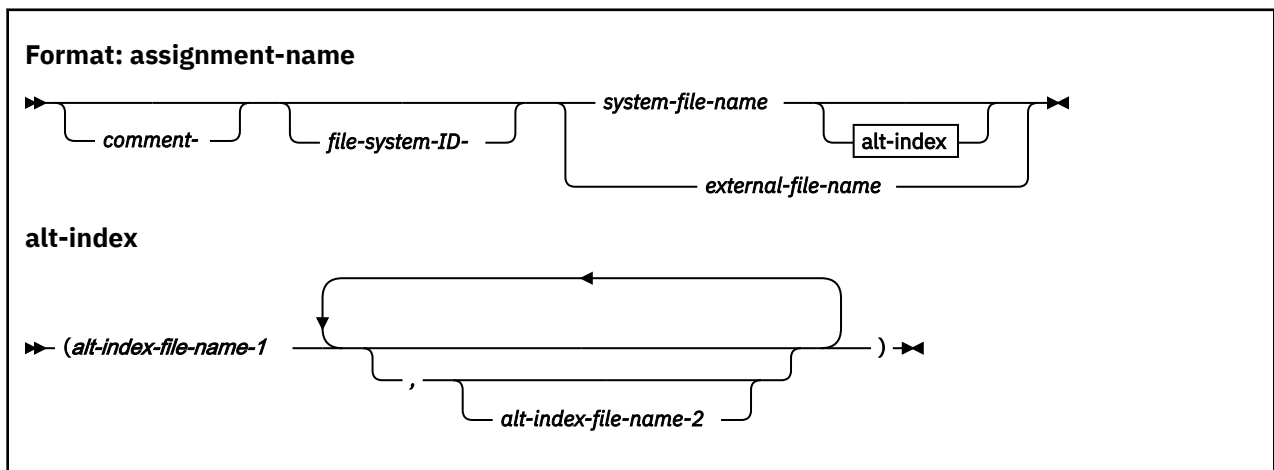 Format: assignment-name
system-file-name
comment- file-system-ID- alt-index
external-file-name
alt-index
(alt-index-file-name-1 )
,
alt-index-file-name-2